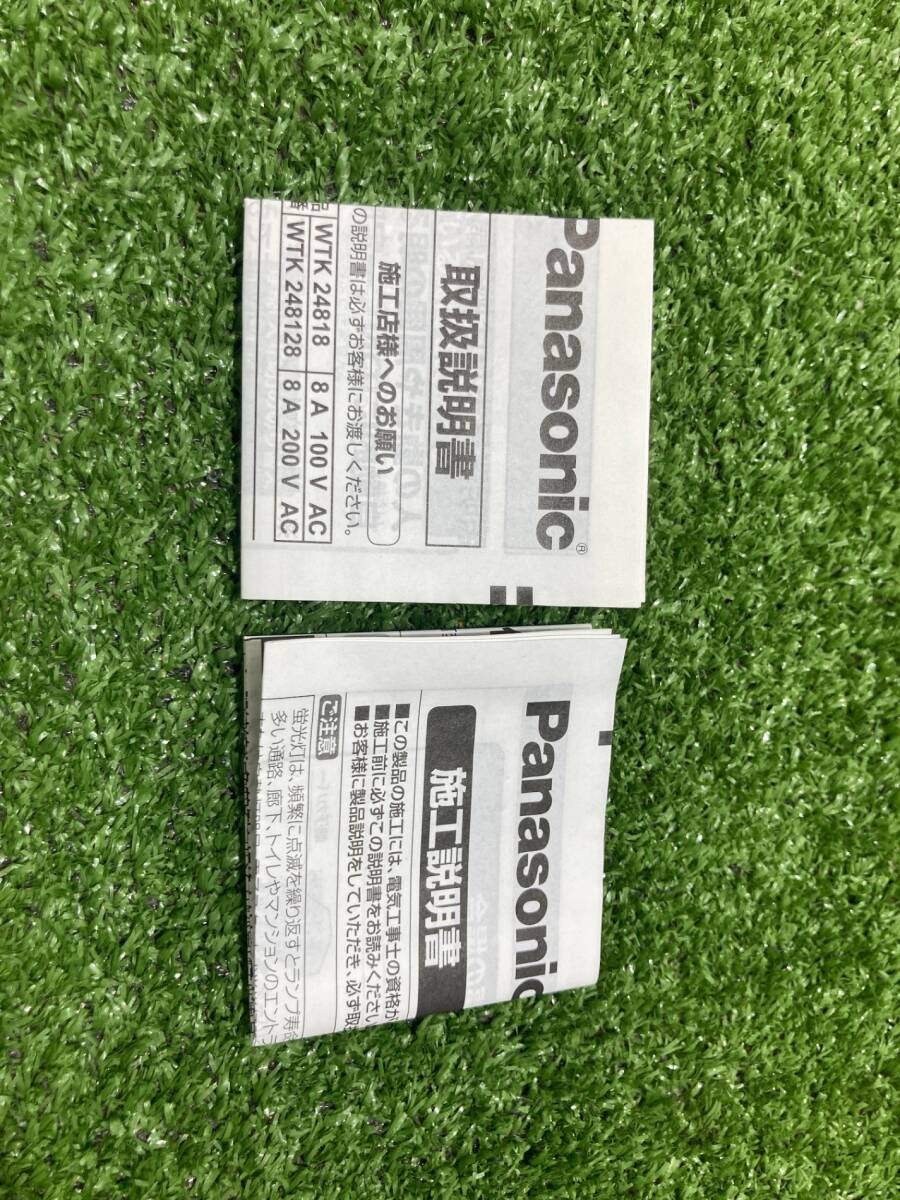 Panasonic®
取扱説明書
施工店様へのお願い
の説明書は必ずお客様にお渡しください。
品番
WTK 24818 8 A 100 V AC
WTK 248128 8 A 200 V AC
Panasonic
施工説明書
■この製品の施工には、電気工事士の資格が
■施工前に必ずこの説明書をお読みください
■お客様に製品説明をしていただき、必ず取
ご注意
蛍光灯は、頻繁に点滅を繰り返すとランプ寿命
多い通路、廊下、トイレやマンションのエントラ